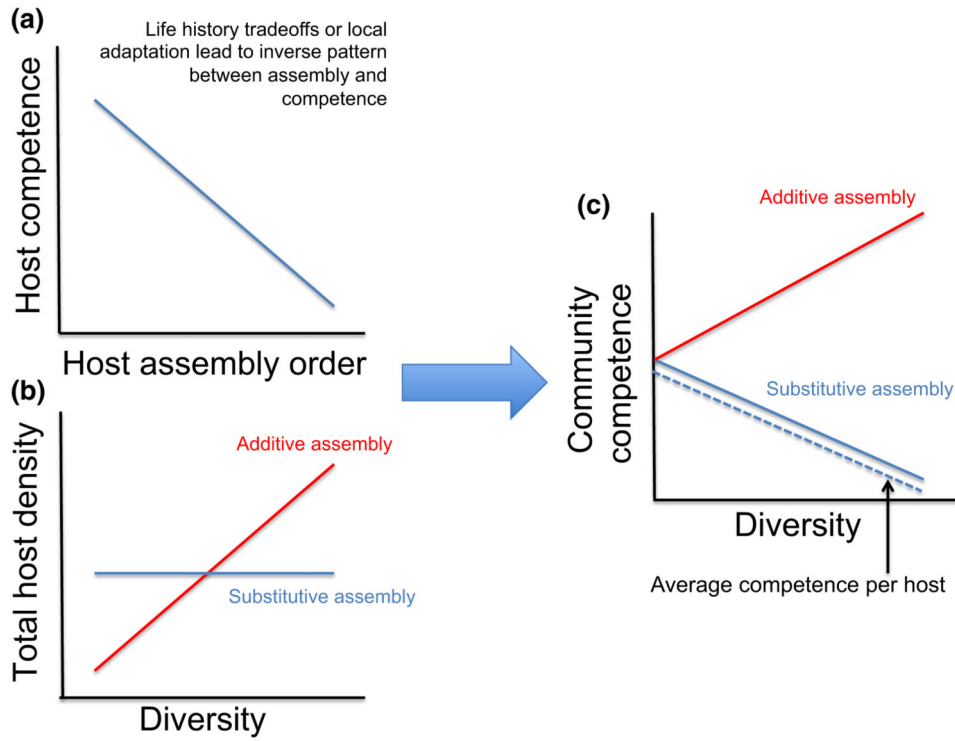 (a)
Life history tradeoffs or local
adaptation lead to inverse pattern
between assembly and
competence
Host competence
Host assembly order
(b)
Additive assembly
Substitutive assembly
Total host density
Diversity
(c)
Additive assembly
Substitutive assembly
Community
competence
Diversity
Average competence per host